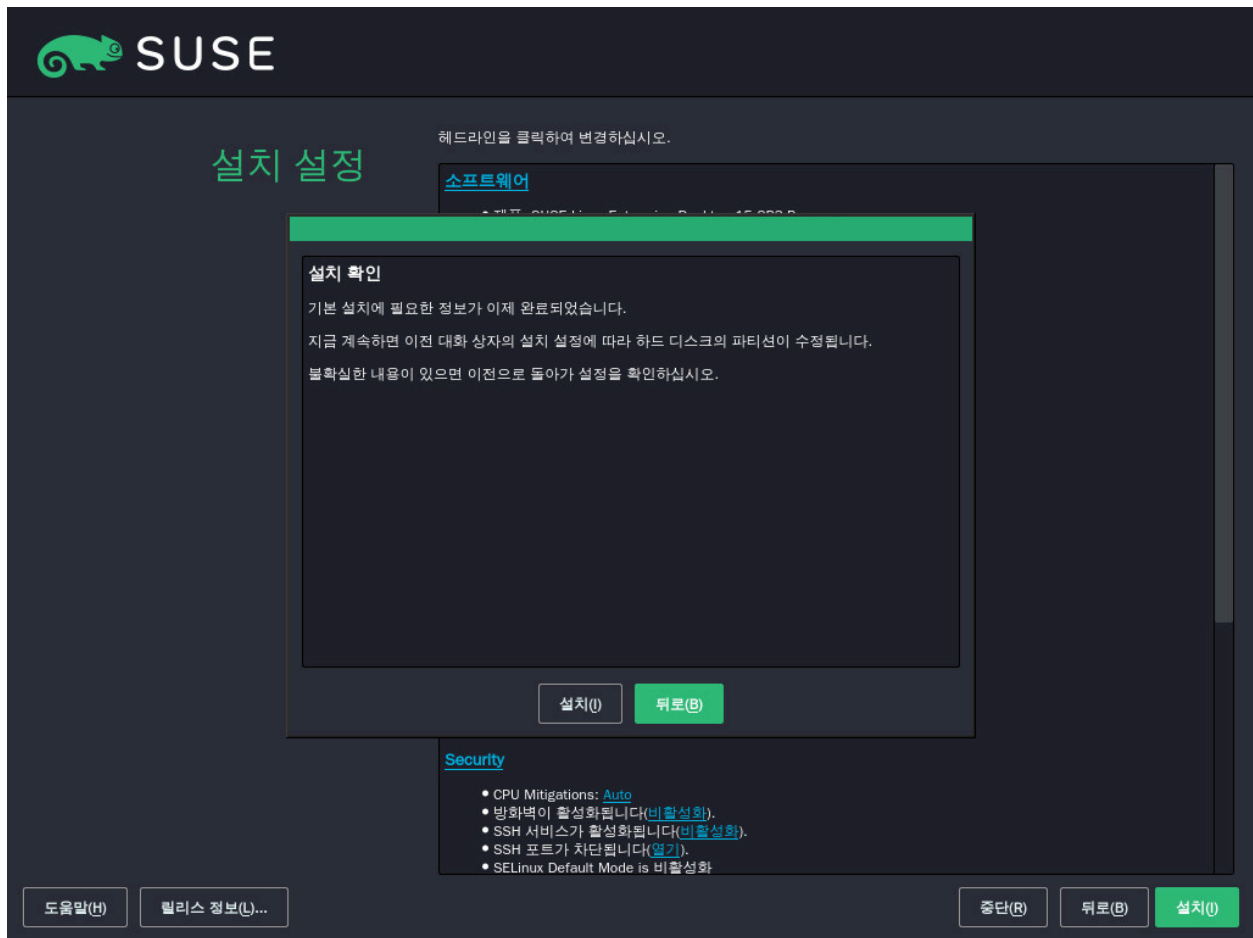 SUSE
설치 설정
헤드라인을 클릭하여 변경하십시오.
소프트웨어
설치 확인
기본 설치에 필요한 정보가 이제 완료되었습니다.
지금 계속하면 이전 대화 상자의 설치 설정에 따라 하드 디스크의 파티션이 수정됩니다.
불확실한 내용이 있으면 이전으로 돌아가 설정을 확인하십시오.
설치(I) 뒤로(B)
Security
• CPU Mitigations: Auto
• 방화벽이 활성화됩니다(비활성화).
• SSH 서비스가 활성화됩니다(비활성화).
• SSH 포트가 차단됩니다(열기).
• SELinux Default Mode is 비활성화
도움말(H) 릴리스 정보(L)... 중단(R) 뒤로(B) 설치(I)